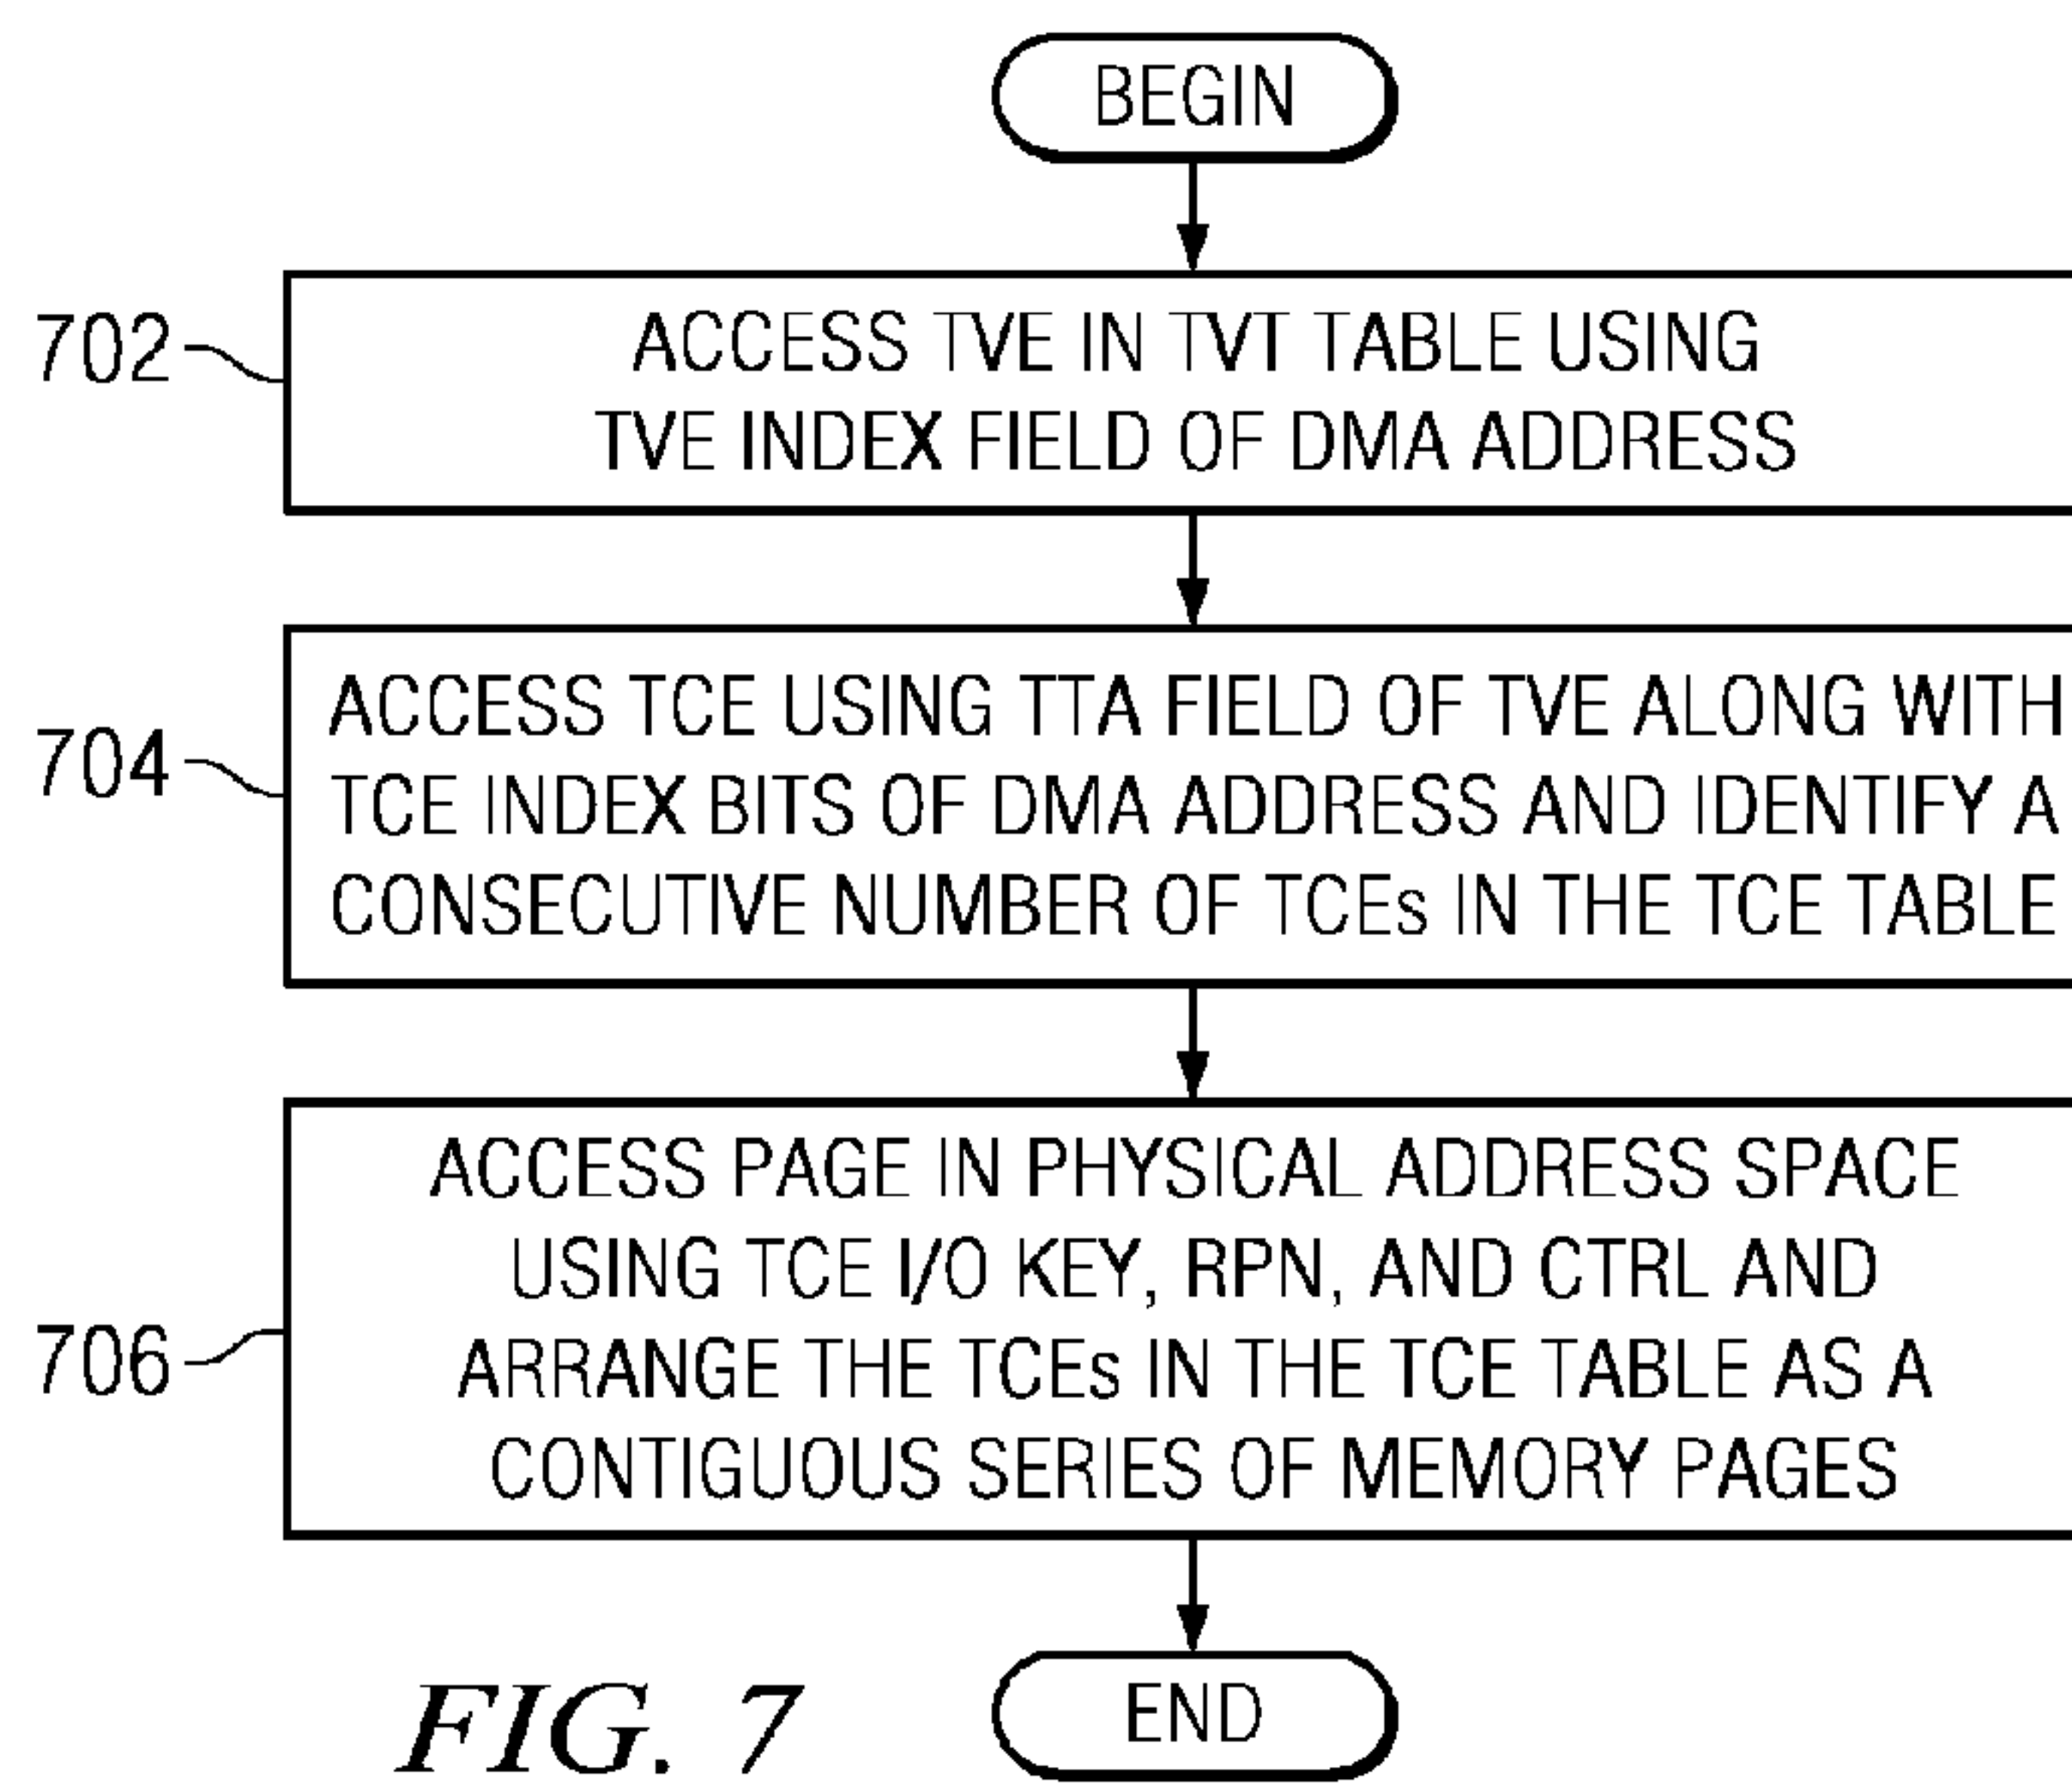 BEGIN
702
ACCESS TVE IN TVT TABLE USING
TVE INDEX FIELD OF DMA ADDRESS
704
ACCESS TCE USING TTA FIELD OF TVE ALONG WITH
TCE INDEX BITS OF DMA ADDRESS AND IDENTIFY A
CONSECUTIVE NUMBER OF TCEs IN THE TCE TABLE
706
ACCESS PAGE IN PHYSICAL ADDRESS SPACE
USING TCE I/O KEY, RPN, AND CTRL AND
ARRANGE THE TCEs IN THE TCE TABLE AS A
CONTIGUOUS SERIES OF MEMORY PAGES
END
FIG. 7